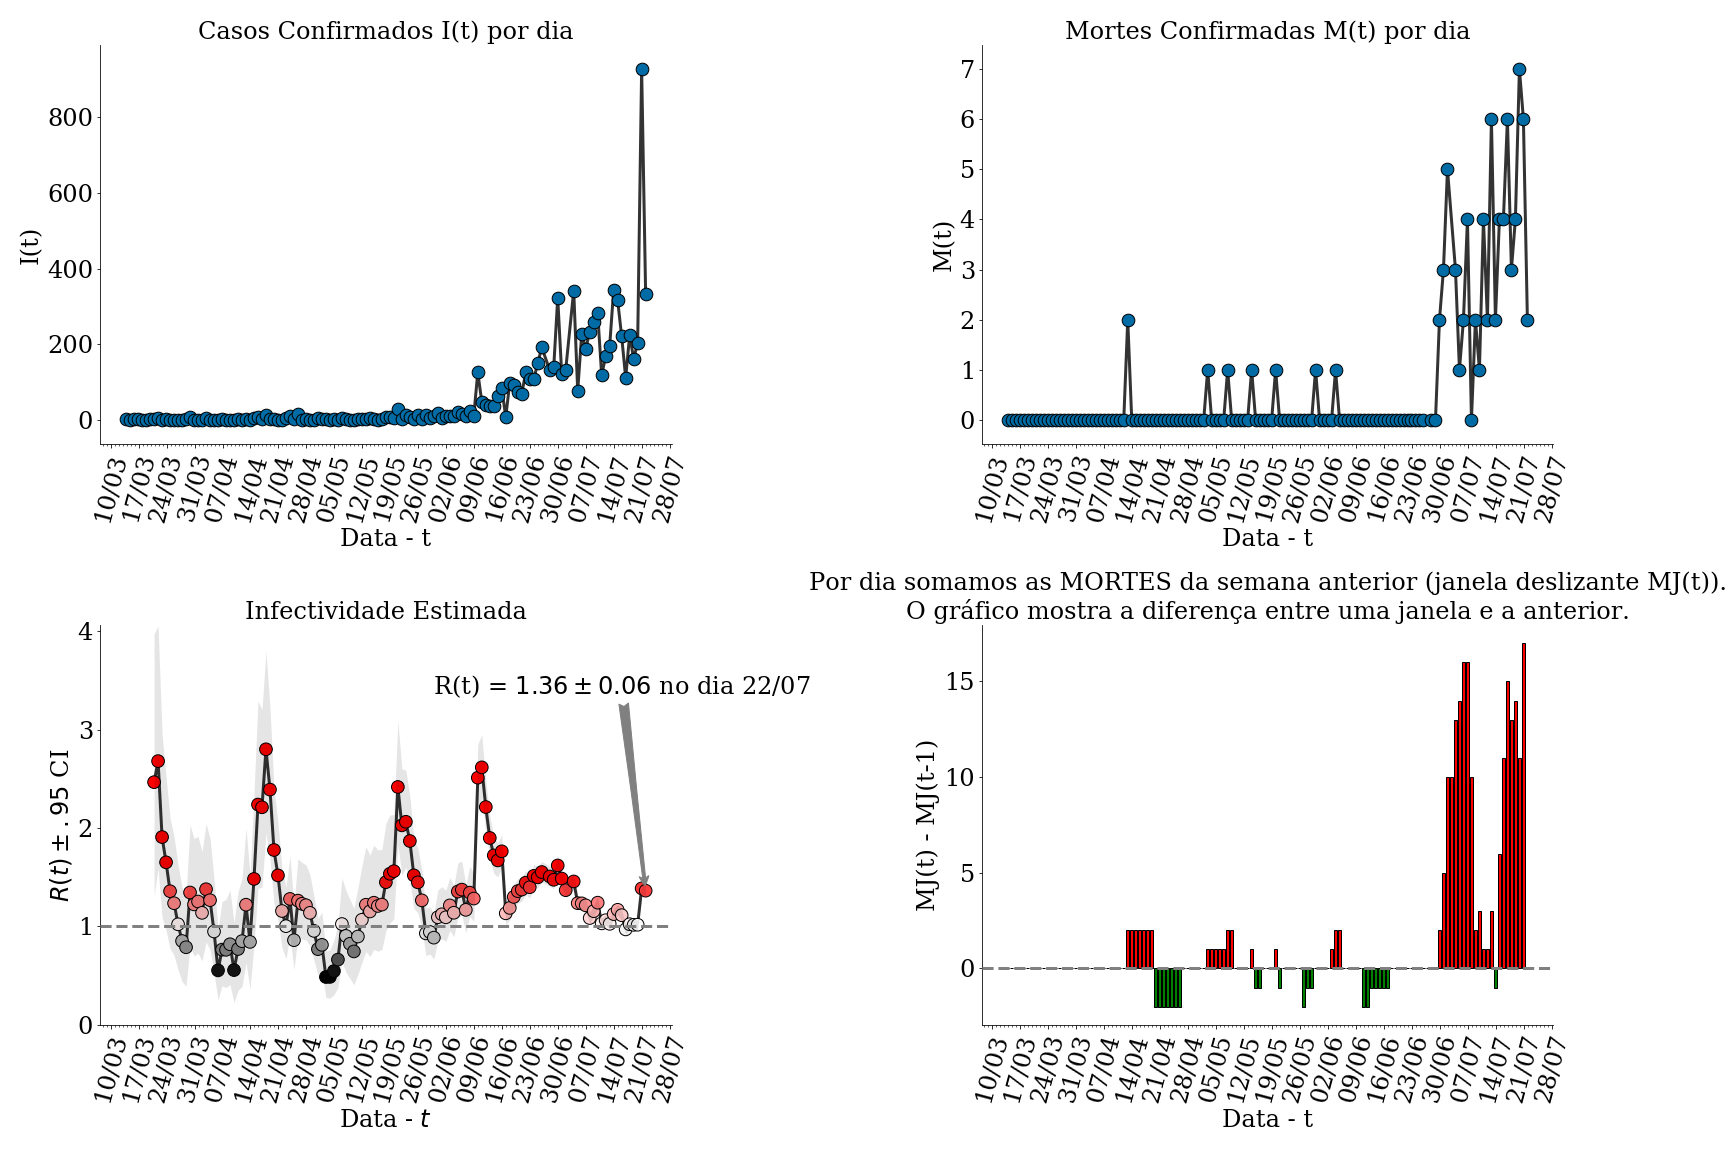 Casos Confirmados I(t) por dia
I(t)
800
600
400
200
0
10/03 17/03 24/03 31/03 07/04 14/04 21/04 28/04 05/05 12/05 19/05 26/05 02/06 09/06 16/06 23/06 30/06 07/07 14/07 21/07 28/07
Data - t
Mortes Confirmadas M(t) por dia
M(t)
7
6
5
4
3
2
1
0
10/03 17/03 24/03 31/03 07/04 14/04 21/04 28/04 05/05 12/05 19/05 26/05 02/06 09/06 16/06 23/06 30/06 07/07 14/07 21/07 28/07
Data - t
Infectividade Estimada
R(t) ± .95 CI
4
3
2
1
0
R(t) = 1.36 ± 0.06 no dia 22/07
10/03 17/03 24/03 31/03 07/04 14/04 21/04 28/04 05/05 12/05 19/05 26/05 02/06 09/06 16/06 23/06 30/06 07/07 14/07 21/07 28/07
Data - t
Por dia somamos as MORTES da semana anterior (janela deslizante MJ(t)).
O gráfico mostra a diferença entre uma janela e a anterior.
MJ(t) - MJ(t-1)
15
10
5
0
10/03 17/03 24/03 31/03 07/04 14/04 21/04 28/04 05/05 12/05 19/05 26/05 02/06 09/06 16/06 23/06 30/06 07/07 14/07 21/07 28/07
Data - t